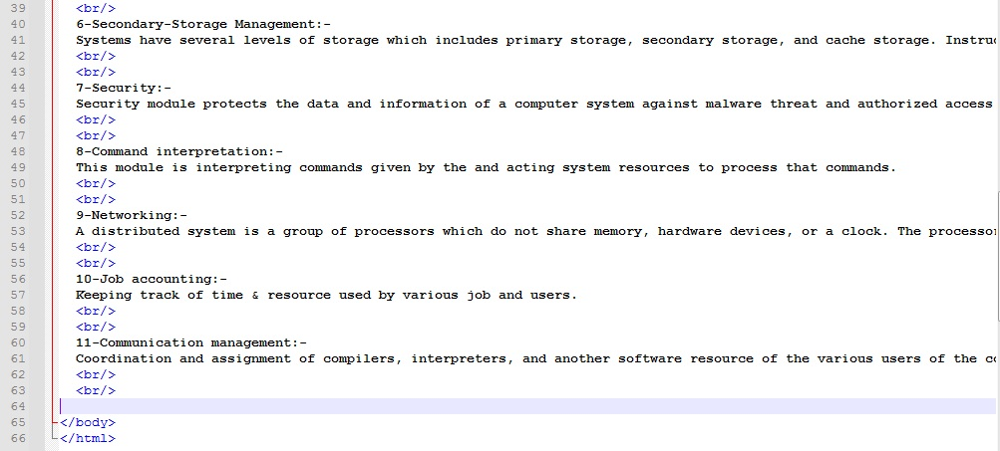 39 <br/>
40 6-Secondary-Storage Management:-
41 Systems have several levels of storage which includes primary storage, secondary storage, and cache storage.
42 <br/>
43 <br/>
44 7-Security:-
45 Security module protects the data and information of a computer system against malware threat and authorized access
46 <br/>
47 <br/>
48 8-Command interpretation:-
49 This module is interpreting commands given by the and acting system resources to process that commands.
50 <br/>
51 <br/>
52 9-Networking:-
53 A distributed system is a group of processors which do not share memory, hardware devices, or a clock. The
54 <br/>
55 <br/>
56 10-Job accounting:-
57 Keeping track of time & resource used by various job and users.
58 <br/>
59 <br/>
60 11-Communication management:-
61 Coordination and assignment of compilers, interpreters, and another software resource of the various users of the
62 <br/>
63 <br/>
64
65 </body>
66 </html>